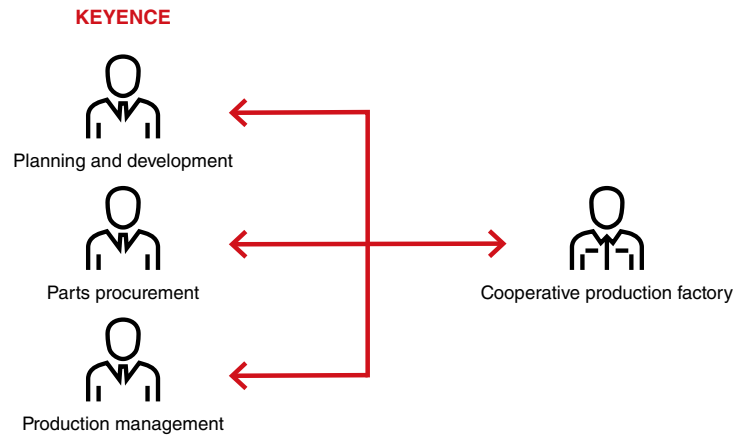 KEYENCE
Planning and development
Parts procurement
Cooperative production factory
Production management